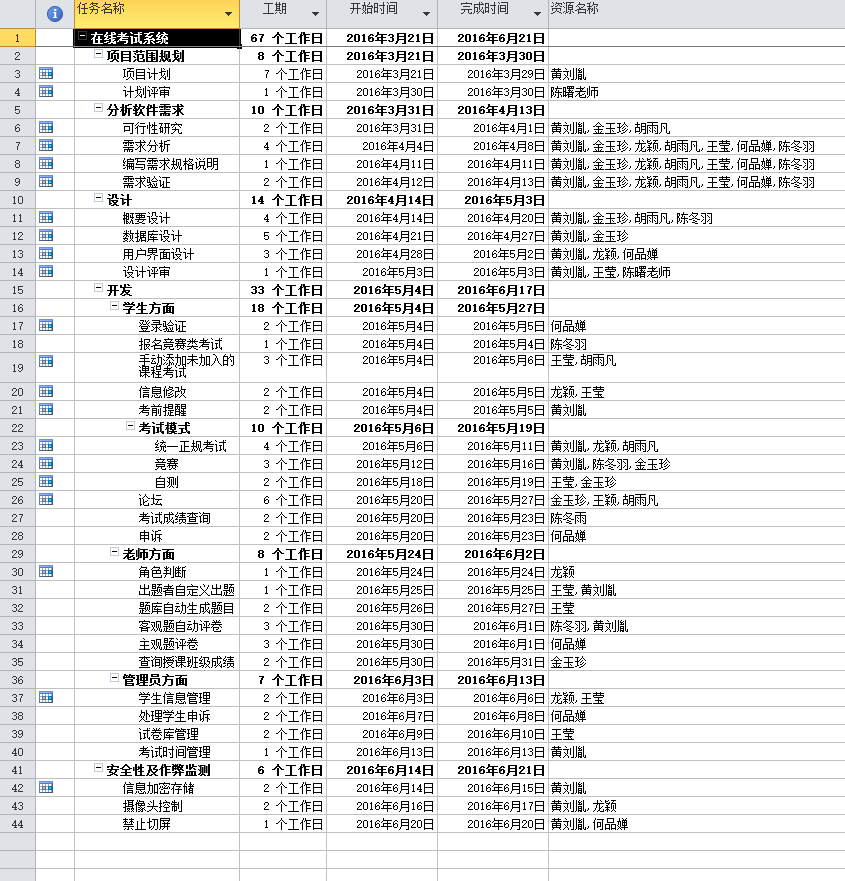 任务名称 工期 开始时间 完成时间 资源名称
1 在线考试系统 67 个工作日 2016年3月21日 2016年6月21日
2 项目范围规划 8 个工作日 2016年3月21日 2016年3月30日
3 项目计划 7 个工作日 2016年3月21日 2016年3月29日 黄刘胤
4 计划评审 1 个工作日 2016年3月30日 2016年3月30日 陈曙老师
5 分析软件需求 10 个工作日 2016年3月31日 2016年4月13日
6 可行性研究 2 个工作日 2016年3月31日 2016年4月1日 黄刘胤,金玉珍,胡雨凡
7 需求分析 4 个工作日 2016年4月4日 2016年4月8日 黄刘胤,金玉珍,龙颖,胡雨凡,王莹,何品婵,陈冬羽
8 编写需求规格说明 1 个工作日 2016年4月11日 2016年4月11日 黄刘胤,金玉珍,龙颖,胡雨凡,王莹,何品婵,陈冬羽
9 需求验证 2 个工作日 2016年4月12日 2016年4月13日 黄刘胤,金玉珍,龙颖,胡雨凡,王莹,何品婵,陈冬羽
10 设计 14 个工作日 2016年4月14日 2016年5月3日
11 概要设计 4 个工作日 2016年4月14日 2016年4月20日 黄刘胤,金玉珍,胡雨凡,陈冬羽
12 数据库设计 5 个工作日 2016年4月21日 2016年4月27日 黄刘胤,金玉珍
13 用户界面设计 3 个工作日 2016年4月28日 2016年5月2日 黄刘胤,龙颖,何品婵
14 设计评审 1 个工作日 2016年5月3日 2016年5月3日 黄刘胤,王莹,陈曙老师
15 开发 33 个工作日 2016年5月4日 2016年6月17日
16 学生方面 18 个工作日 2016年5月4日 2016年5月27日
17 登录验证 2 个工作日 2016年5月4日 2016年5月5日 何品婵
18 报名竞赛类考试 1 个工作日 2016年5月4日 2016年5月4日 陈冬羽
19 手动添加未加入的 3 个工作日 2016年5月4日 2016年5月6日 王莹,胡雨凡
课程考试
20 信息修改 2 个工作日 2016年5月4日 2016年5月5日 龙颖,王莹
21 考前提醒 2 个工作日 2016年5月4日 2016年5月5日 黄刘胤
22 考试模式 10 个工作日 2016年5月6日 2016年5月19日
23 统一正规考试 4 个工作日 2016年5月6日 2016年5月11日 黄刘胤,龙颖,胡雨凡
24 竞赛 3 个工作日 2016年5月12日 2016年5月16日 黄刘胤,陈冬羽,金玉珍
25 自测 2 个工作日 2016年5月18日 2016年5月19日 王莹,金玉珍
26 论坛 6 个工作日 2016年5月20日 2016年5月27日 金玉珍,王颖,胡雨凡
27 考试成绩查询 2 个工作日 2016年5月20日 2016年5月23日 陈冬雨
28 申诉 2 个工作日 2016年5月20日 2016年5月23日 何品婵
29 老师方面 8 个工作日 2016年5月24日 2016年6月2日
30 角色判断 1 个工作日 2016年5月24日 2016年5月24日 龙颖
31 出题者自定义出题 1 个工作日 2016年5月25日 2016年5月25日 王莹,黄刘胤
32 题库自动生成题目 2 个工作日 2016年5月26日 2016年5月27日 王莹
33 客观题自动评卷 3 个工作日 2016年5月30日 2016年6月1日 陈冬羽,黄刘胤
34 主观题评卷 3 个工作日 2016年5月30日 2016年6月1日 何品婵
35 查询授课班级成绩 2 个工作日 2016年5月30日 2016年5月31日 金玉珍
36 管理员方面 7 个工作日 2016年6月3日 2016年6月13日
37 学生信息管理 2 个工作日 2016年6月3日 2016年6月6日 龙颖,王莹
38 处理学生申诉 2 个工作日 2016年6月7日 2016年6月8日 何品婵
39 试卷库管理 2 个工作日 2016年6月9日 2016年6月10日 王莹
40 考试时间管理 1 个工作日 2016年6月13日 2016年6月13日 黄刘胤
41 安全性及作弊监测 6 个工作日 2016年6月14日 2016年6月21日
42 信息加密存储 2 个工作日 2016年6月14日 2016年6月15日 黄刘胤
43 摄像头控制 2 个工作日 2016年6月16日 2016年6月17日 黄刘胤,龙颖
44 禁止切屏 1 个工作日 2016年6月20日 2016年6月20日 黄刘胤,何品婵